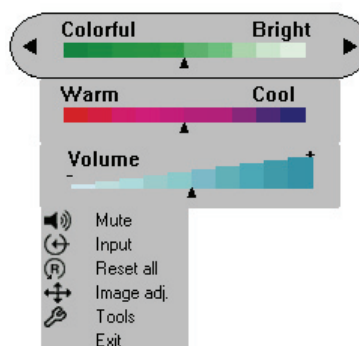 Colorful Bright
Warm Cool
Volume
- +
Mute
Input
R Reset all
Image adj.
Tools
Exit